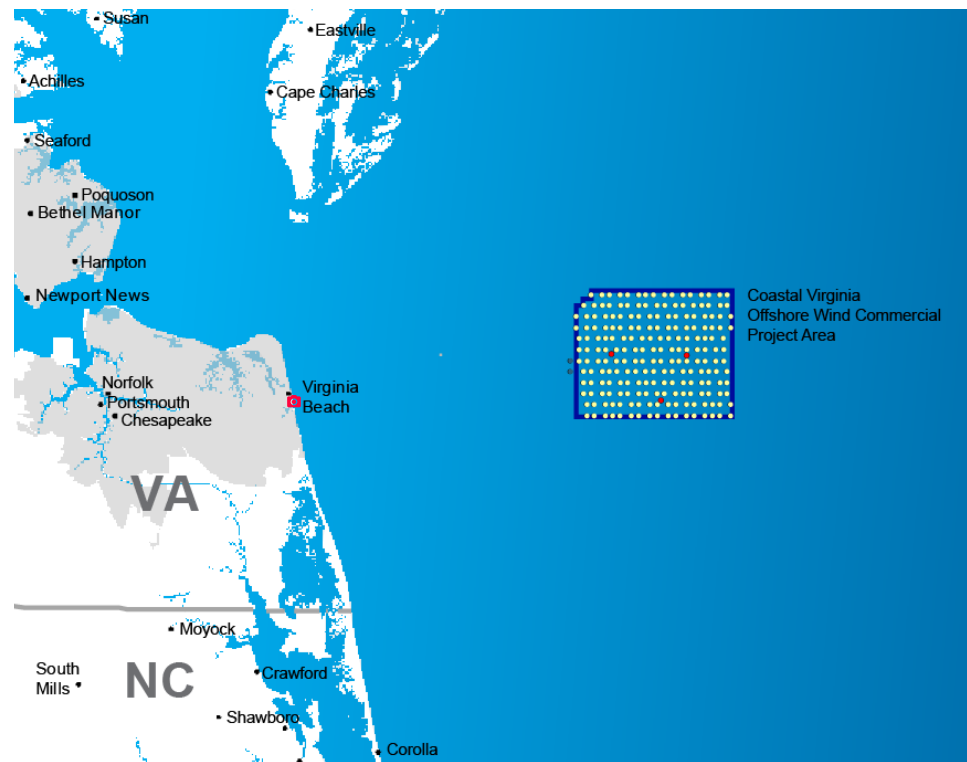 Susan
Eastville
Achilles
Cape Charles
Seaford
Poquoson
Bethel Manor
Hampton
Newport News
Coastal Virginia
Offshore Wind Commercial
Project Area
Norfolk
Virginia
Beach
Portsmouth
Chesapeake
VA
Moyock
South
Mills
NC
Crawford
Shawboro
Corolla